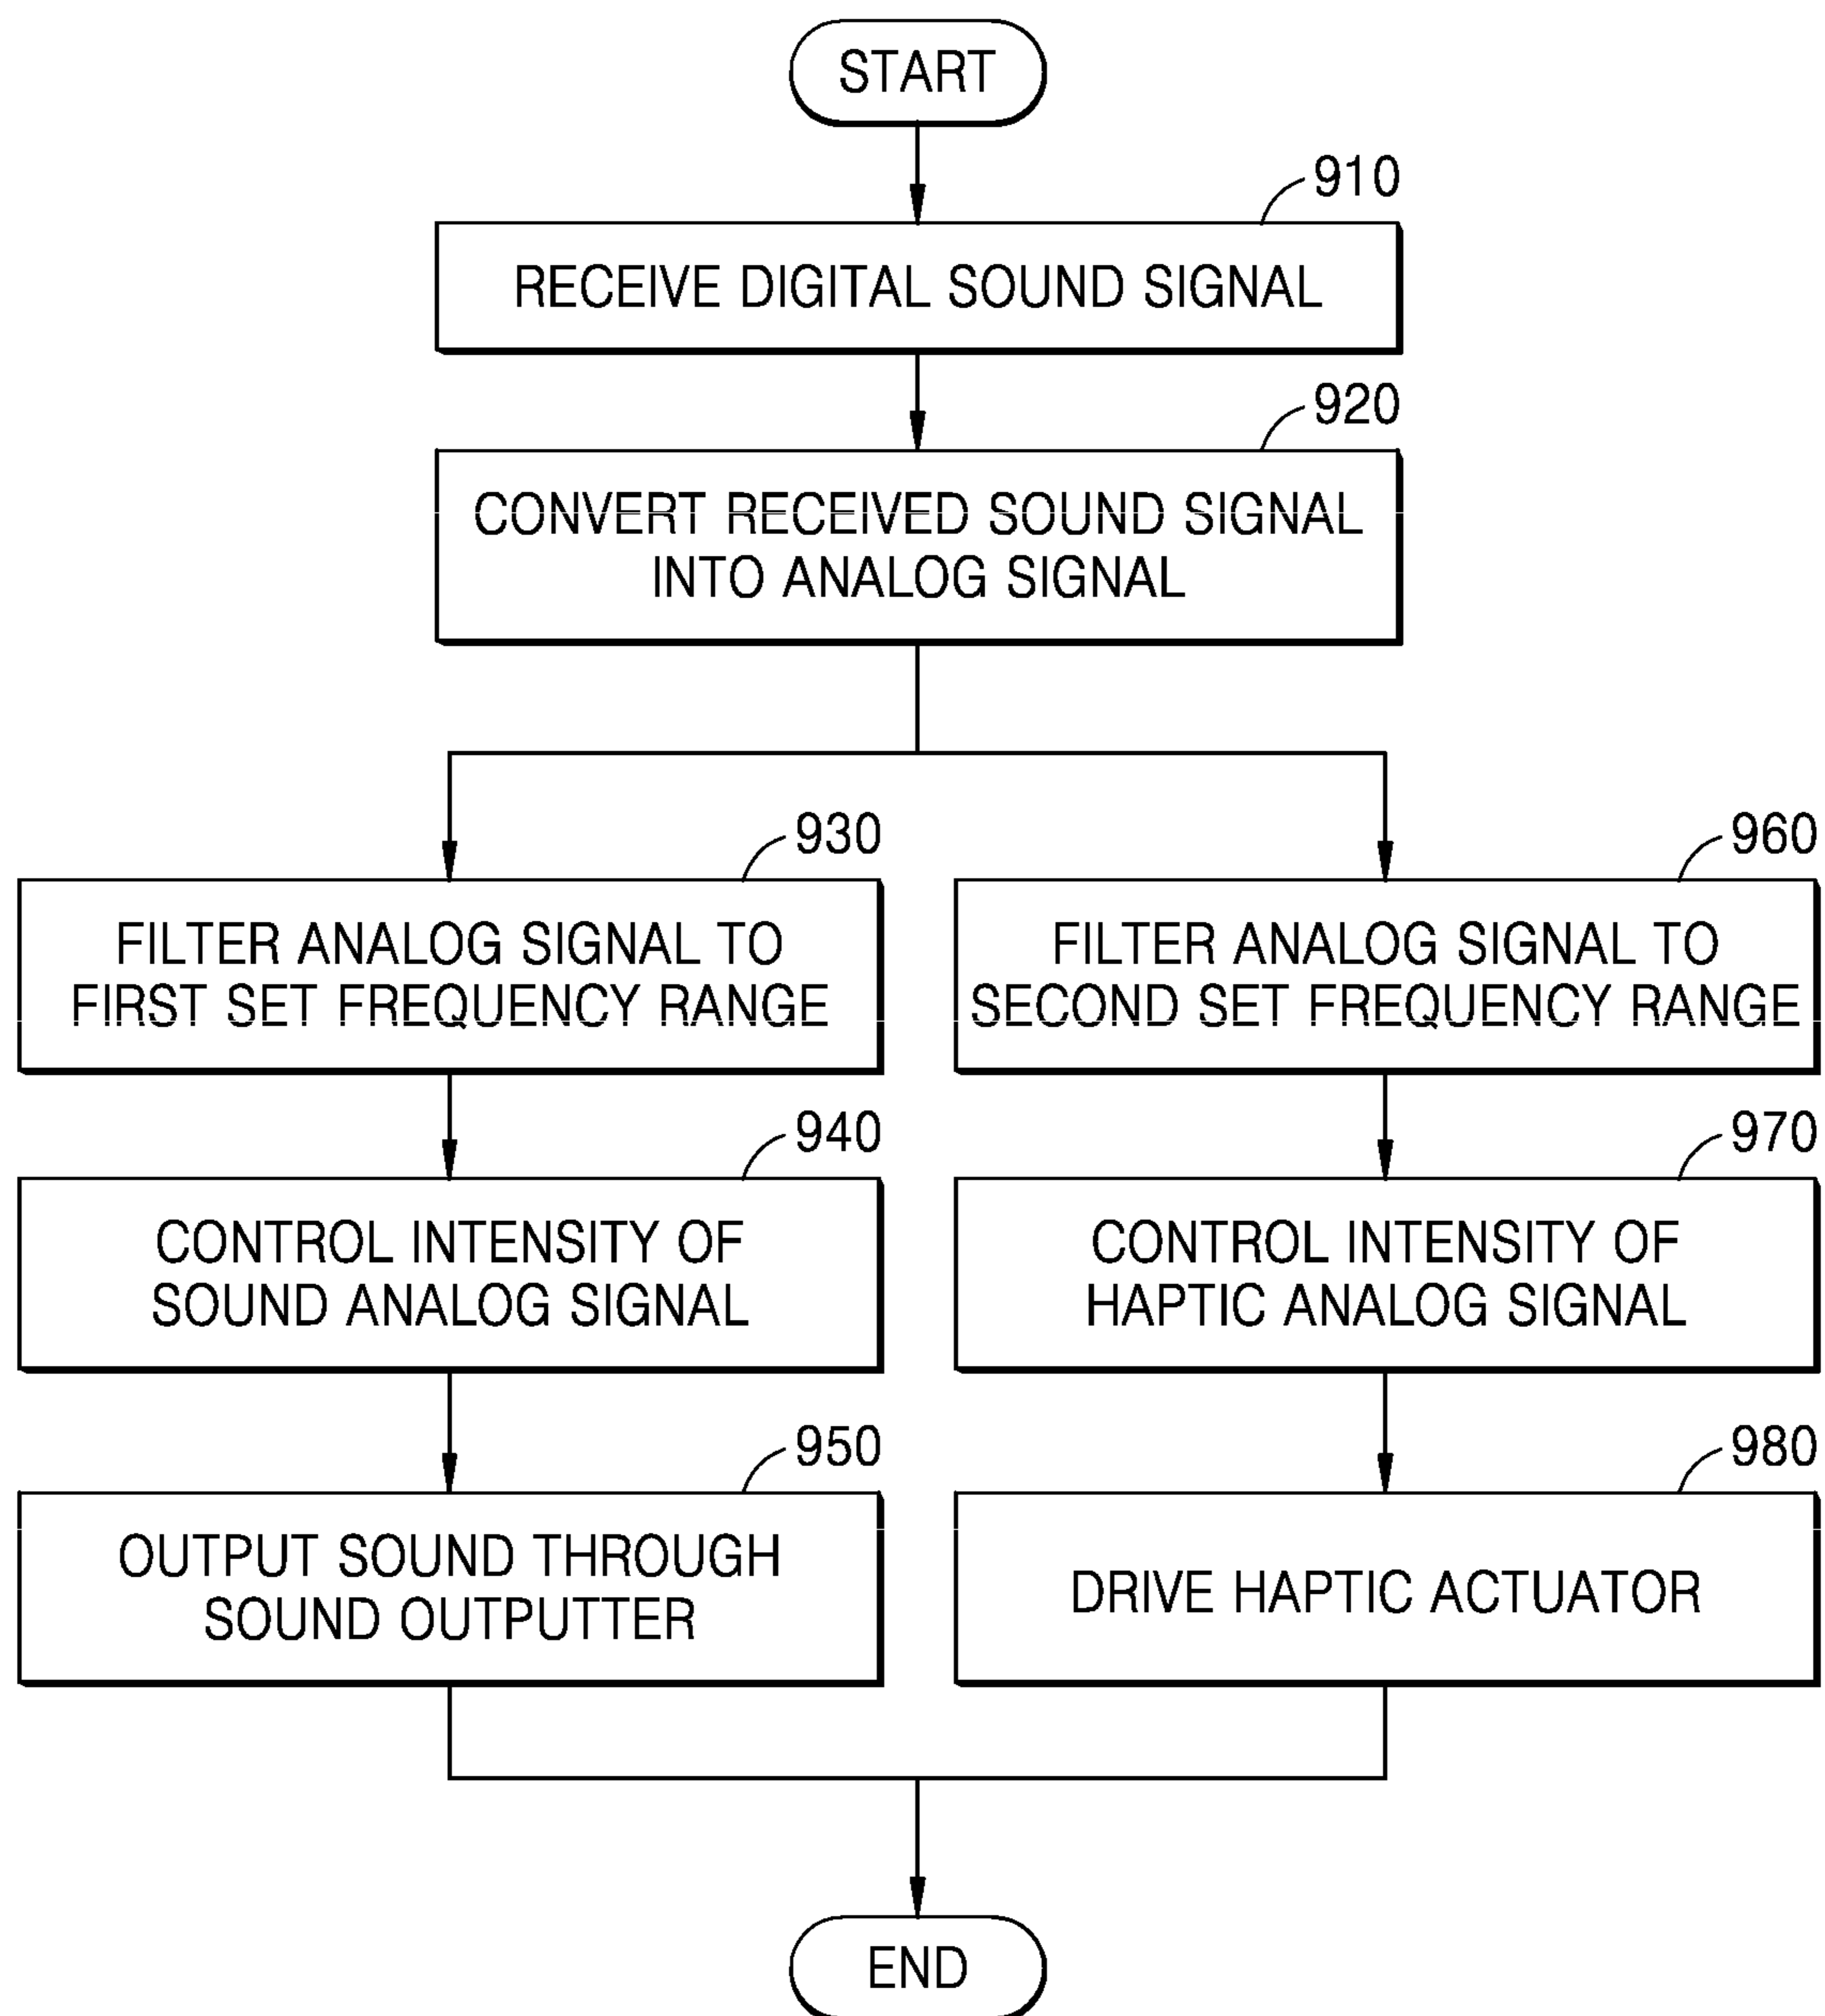 START
910
RECEIVE DIGITAL SOUND SIGNAL
920
CONVERT RECEIVED SOUND SIGNAL
INTO ANALOG SIGNAL
930
FILTER ANALOG SIGNAL TO
FIRST SET FREQUENCY RANGE
940
CONTROL INTENSITY OF
SOUND ANALOG SIGNAL
950
OUTPUT SOUND THROUGH
SOUND OUTPUTTER
960
FILTER ANALOG SIGNAL TO
SECOND SET FREQUENCY RANGE
970
CONTROL INTENSITY OF
HAPTIC ANALOG SIGNAL
980
DRIVE HAPTIC ACTUATOR
END